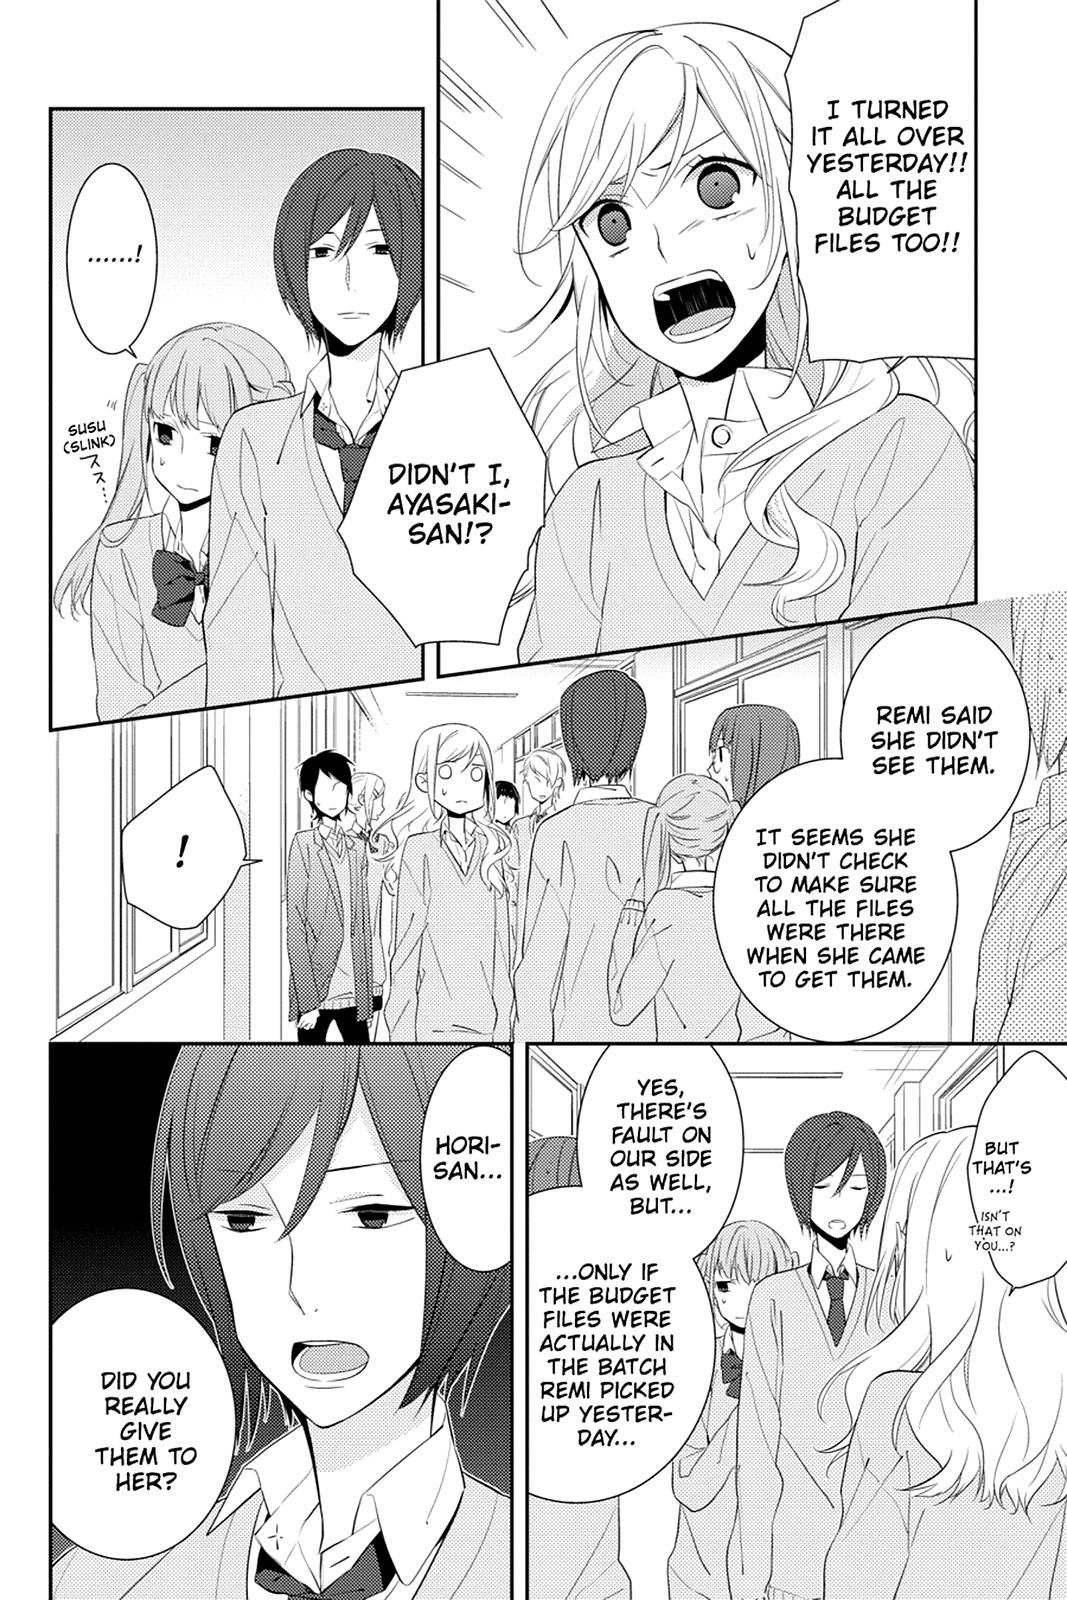 I TURNED
IT ALL OVER
YESTERDAY!!
ALL THE
BUDGET
FILES TOO!!
DIDN'T I,
AYASAKI-
SAN!?
......!
SUSU
(SLINK)
スス…
REMI SAID
SHE DIDN'T
SEE THEM.
IT SEEMS SHE
DIDN'T CHECK
TO MAKE SURE
ALL THE FILES
WERE THERE
WHEN SHE CAME
TO GET THEM.
!
BUT
THAT'S
...!
ISN'T
THAT ON
YOU...?
YES,
THERE'S
FAULT ON
OUR SIDE
AS WELL,
BUT...
...ONLY IF
THE BUDGET
FILES WERE
ACTUALLY IN
THE BATCH
REMI PICKED
UP YESTER-
DAY...
HORI-
SAN...
DID YOU
REALLY
GIVE
THEM TO
HER?